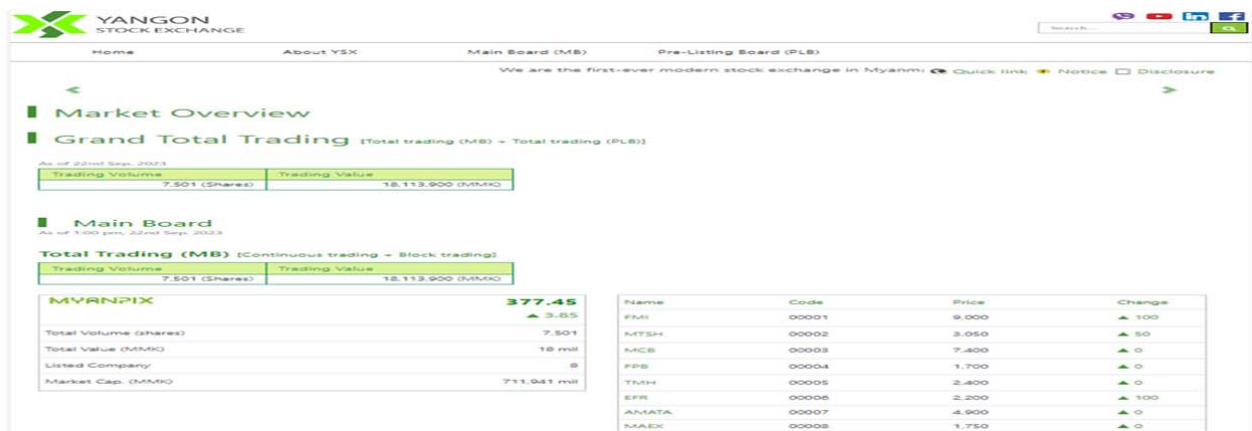 YANGON
STOCK EXCHANGE
Search...
Home About YSX Main Board (MB) Pre-Listing Board (PLB)
We are the first-ever modern stock exchange in Myanm Quick link Notice Disclosure
Market Overview
Grand Total Trading [Total trading (MB) + Total trading (PLB)]
As of 22nd Sep, 2023
Trading Volume Trading Value
7,501 (Shares) 18,113,900 (MMK)
Main Board
As of 1:00 pm, 22nd Sep, 2023
Total Trading (MB) [Continuous trading + Block trading]
Trading Volume Trading Value
7,501 (Shares) 18,113,900 (MMK)
MYANPIX 377.45
▲ 3.85
Total Volume (shares) 7,501
Total Value (MMK) 18 mil
Listed Company 8
Market Cap. (MMK) 711,941 mil
Name Code Price Change
FMI 00001 9,000 ▲ 100
MTSH 00002 3,050 ▲ 50
MCB 00003 7,400 ▲ 0
FPB 00004 1,700 ▲ 0
TMH 00005 2,400 ▲ 0
EFR 00006 2,200 ▲ 100
AMATA 00007 4,900 ▲ 0
MAEX 00008 1,750 ▲ 0